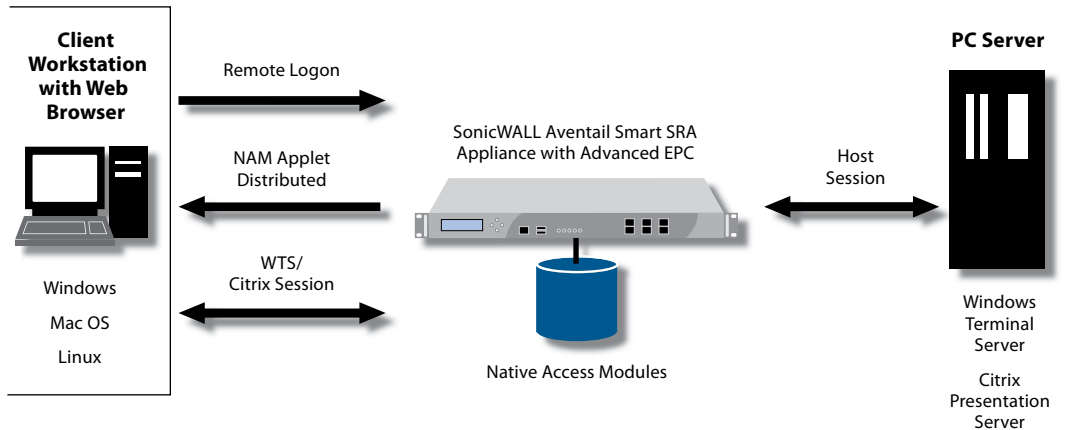 Client
Workstation
with Web
Browser
Windows
Mac OS
Linux
Remote Logon
NAM Applet
Distributed
WTS/
Citrix Session
SonicWALL Aventail Smart SRA
Appliance with Advanced EPC
Native Access Modules
Host
Session
PC Server
Windows
Terminal
Server
Citrix
Presentation
Server